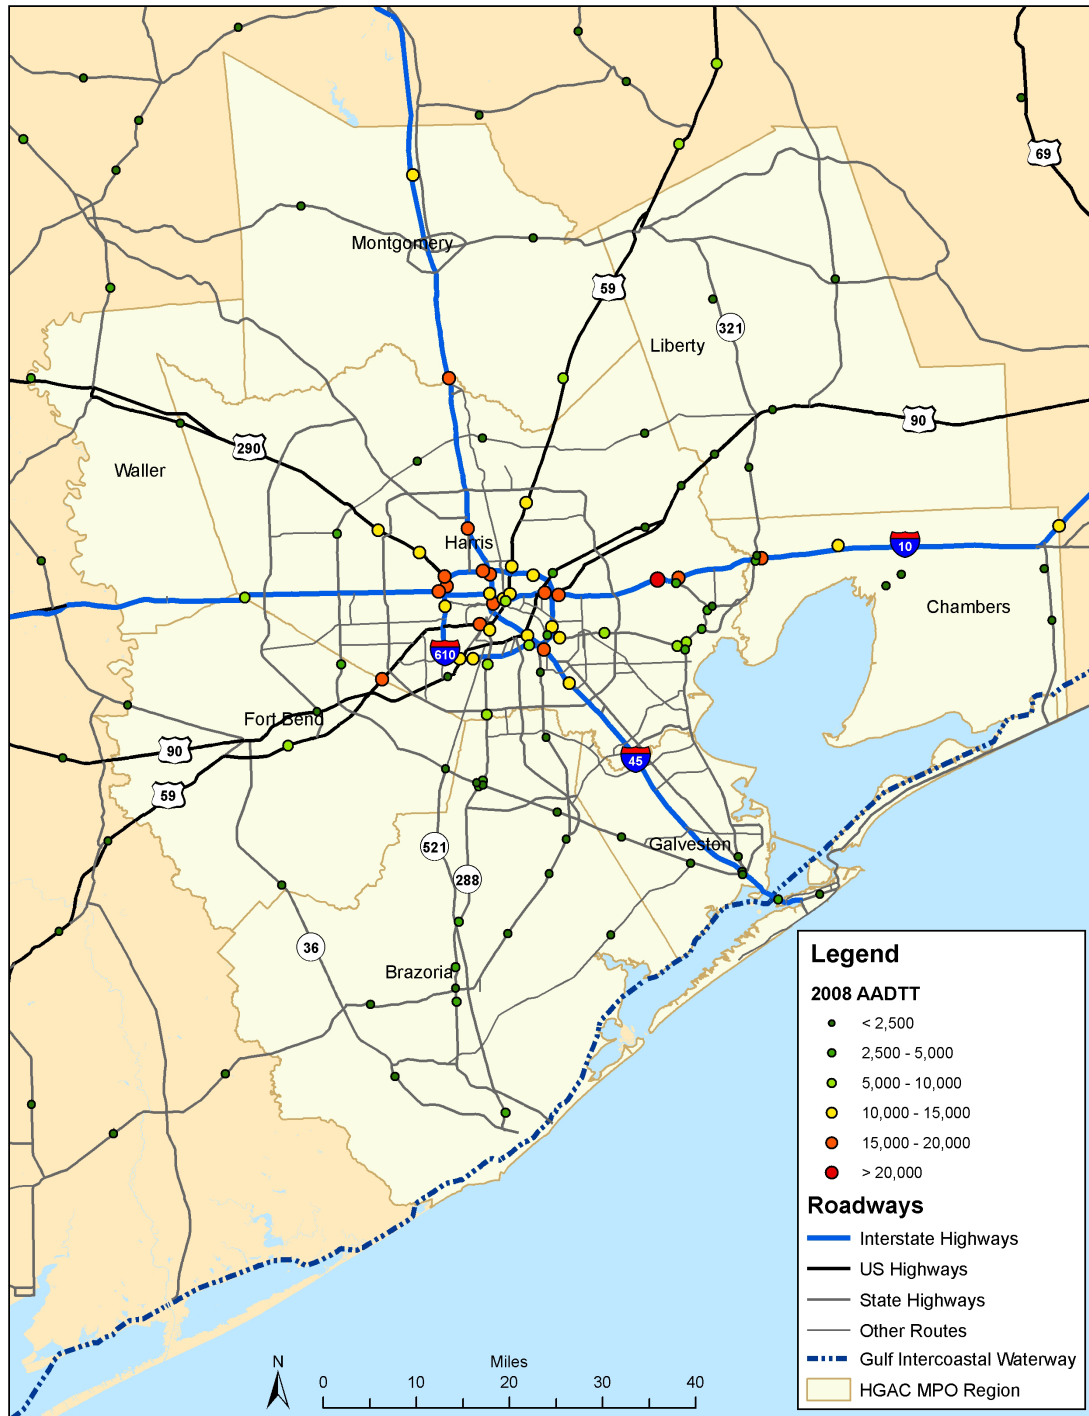 69
Montgomery
59
321
Liberty
90
290
Waller
Harris
10
Chambers
610
Fort Bend
90
45
59
521
Galveston
288
36
Brazoria
Legend
2008 AADTT
< 2,500
2,500 - 5,000
5,000 - 10,000
10,000 - 15,000
15,000 - 20,000
> 20,000
Roadways
Interstate Highways
US Highways
State Highways
Other Routes
Gulf Intercoastal Waterway
HGAC MPO Region
N
Miles
0 10 20 30 40